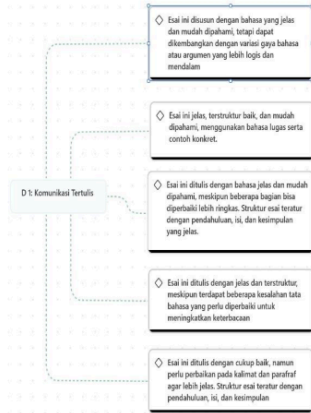 Esai ini disusun dengan bahasa yang jelas
dan mudah dipahami, tetapi dapat
dikembangkan dengan variasi gaya bahasa
atau argumen yang lebih logis dan
mendalam
Esai ini jelas, terstruktur baik, dan mudah
dipahami, menggunakan bahasa lugas serta
contoh konkret.
D 1: Komunikasi Tertulis
Esai ini ditulis dengan bahasa jelas dan mudah
dipahami, meskipun beberapa bagian bisa
diperbaiki lebih ringkas. Struktur esai teratur
dengan pendahuluan, isi, dan kesimpulan
yang jelas.
Esai ini ditulis dengan jelas dan terstruktur,
meskipun terdapat beberapa kesalahan tata
bahasa yang perlu diperbaiki untuk
meningkatkan keterbacaan
Esai ini ditulis dengan cukup baik, namun
perlu perbaikan pada kalimat dan parafraf
agar lebih jelas. Struktur esai teratur dengan
pendahuluan, isi, dan kesimpulan